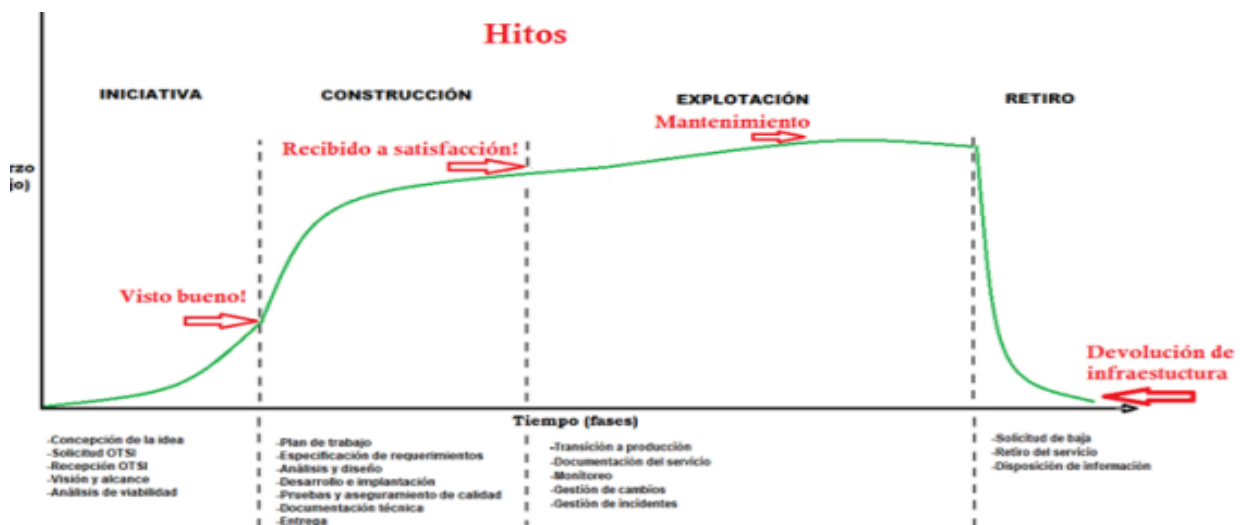 Hitos
INICIATIVA
CONSTRUCCIÓN
EXPLOTACIÓN
RETIRO
Mantenimiento
Recibido a satisfacción!
rzo
jo)
Visto bueno!
Devolución de
infraestuctura
Tiempo (fases)
-Concepción de la idea
-Solicitud OTSI
-Recepción OTSI
-Visión y alcance
-Análisis de viabilidad
-Plan de trabajo
-Especificación de requerimientos
-Análisis y diseño
-Desarrollo e implantación
-Pruebas y aseguramiento de calidad
-Documentación técnica
-Entrega
-Transición a producción
-Documentación del servicio
-Monitoreo
-Gestión de cambios
-Gestión de incidentes
-Solicitud de baja
-Retiro del servicio
-Disposición de información